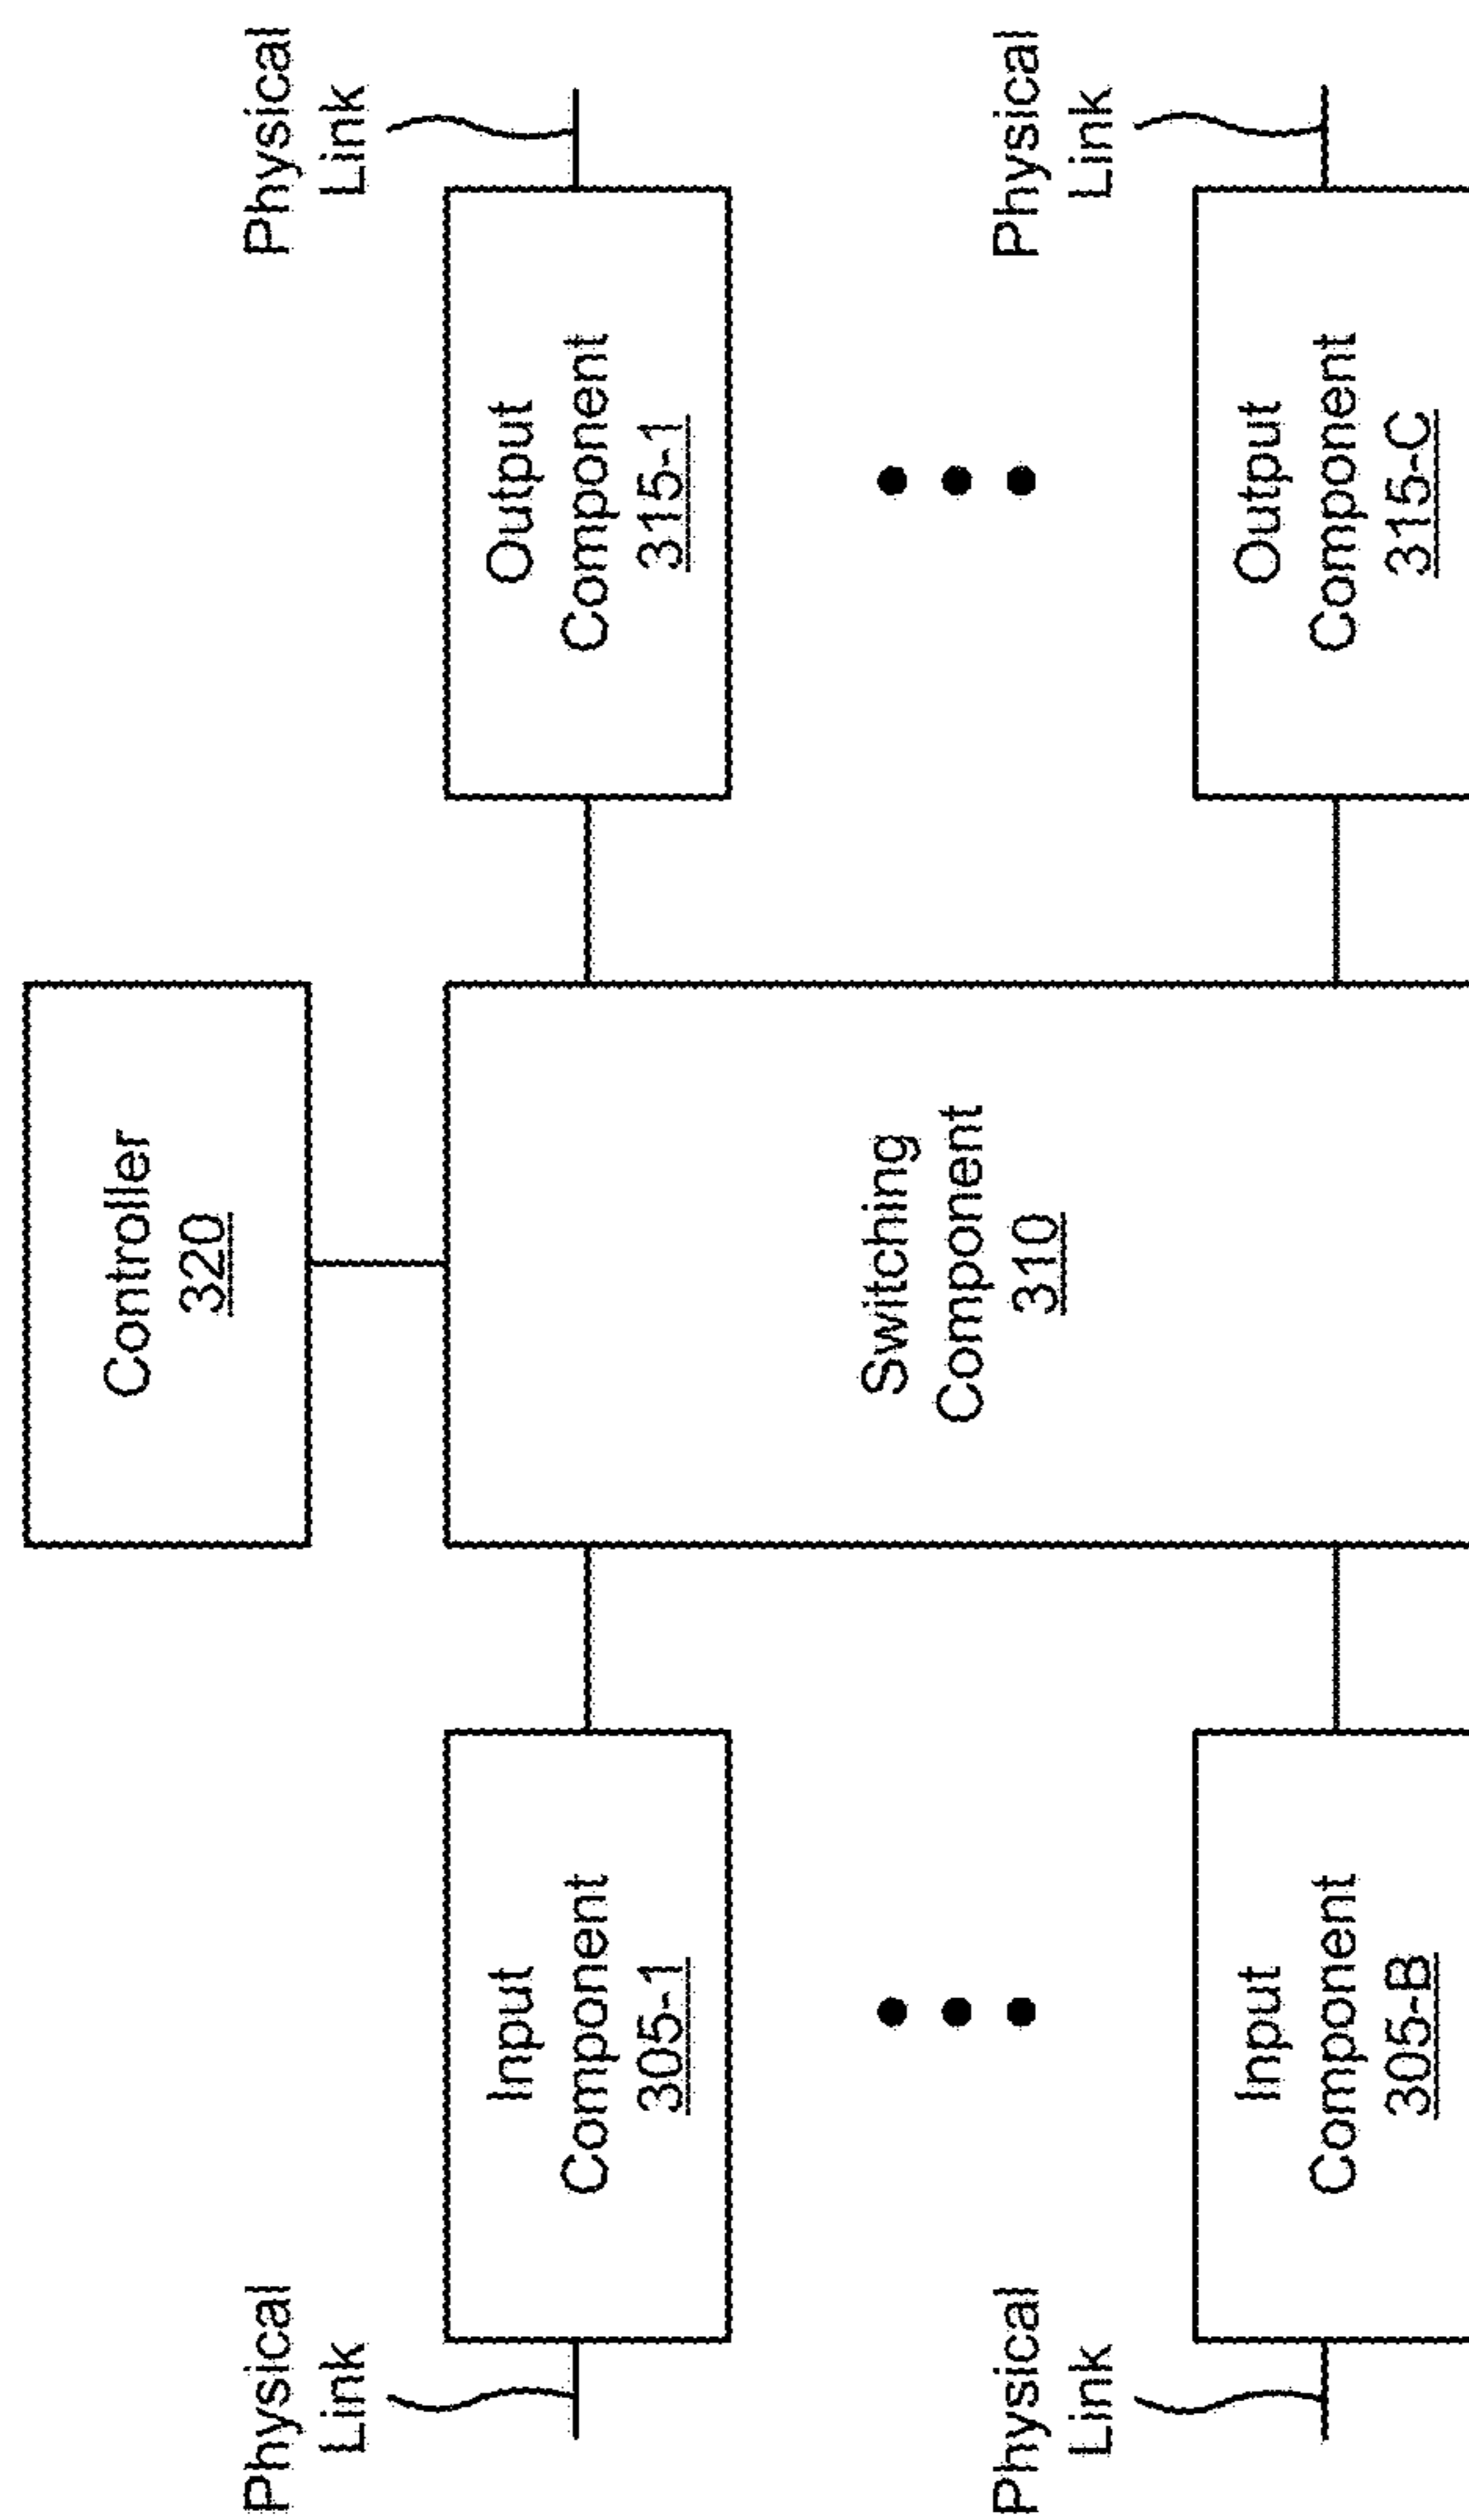 Controller
320
Physical
Link
Input
Component
305-1
Switching
Component
310
Output
Component
315-1
Physical
Link
Physical
Link
Input
Component
305-B
Output
Component
315-C
Physical
Link